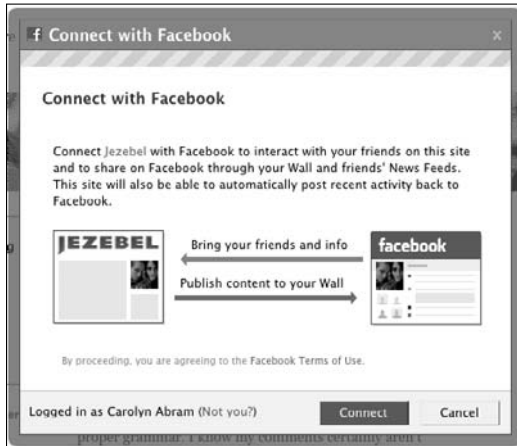 f Connect with Facebook x
Connect with Facebook
Connect Jezebel with Facebook to interact with your friends on this site
and to share on Facebook through your Wall and friends' News Feeds.
This site will also be able to automatically post recent activity back to
Facebook.
JEZEBEL
Bring your friends and info
facebook
Publish content to your Wall
By proceeding, you are agreeing to the Facebook Terms of Use.
Logged in as Carolyn Abram (Not you?) Connect Cancel
proper grammar. I know my comments certainly aren't